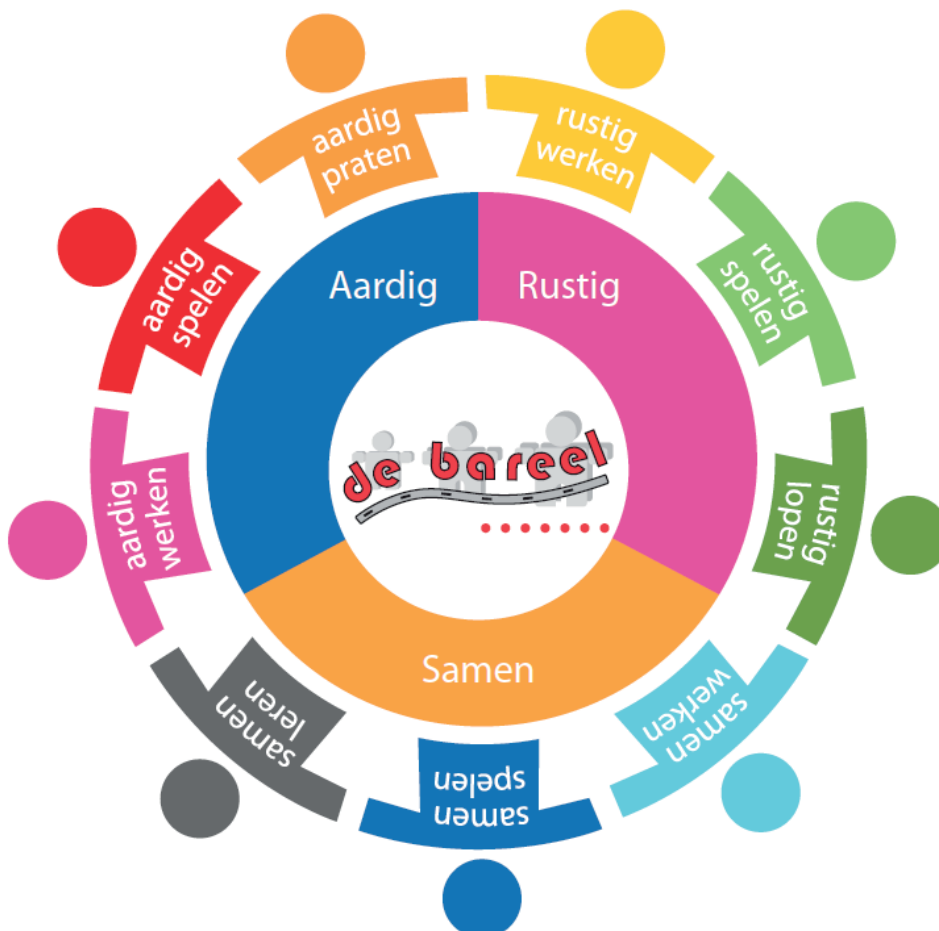 aardig
praten
rustig
werken
rustig
spelen
rustig
lopen
samen
werken
samen
spelen
samen
leren
aardig
werken
aardig
spelen
Aardig
Rustig
Samen
de bareel